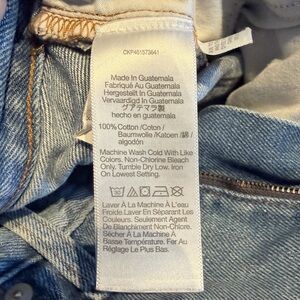 CKP461573641
Made In Guatemala
Fabriqué Au Guatemala
Hergestellt In Guatemala
Vervaardigd In Guatemala
グアテマラ製
hecho en guatemala
100% Cotton /Coton /
Baumwolle /Katoen /綿 /
algodón
Machine Wash Cold With Like
Colors. Non-Chlorine Bleach
Only. Tumble Dry Low. Iron
On Lowest Setting.
Laver À La Machine À L'eau
Froide.Laver En Séparant Les
Couleurs. Seulement Agent
De Blanchiment Non-Chlore.
Sécher À La Machine À
Basse Température. Fer Au
Réglage Le Plus Bas.